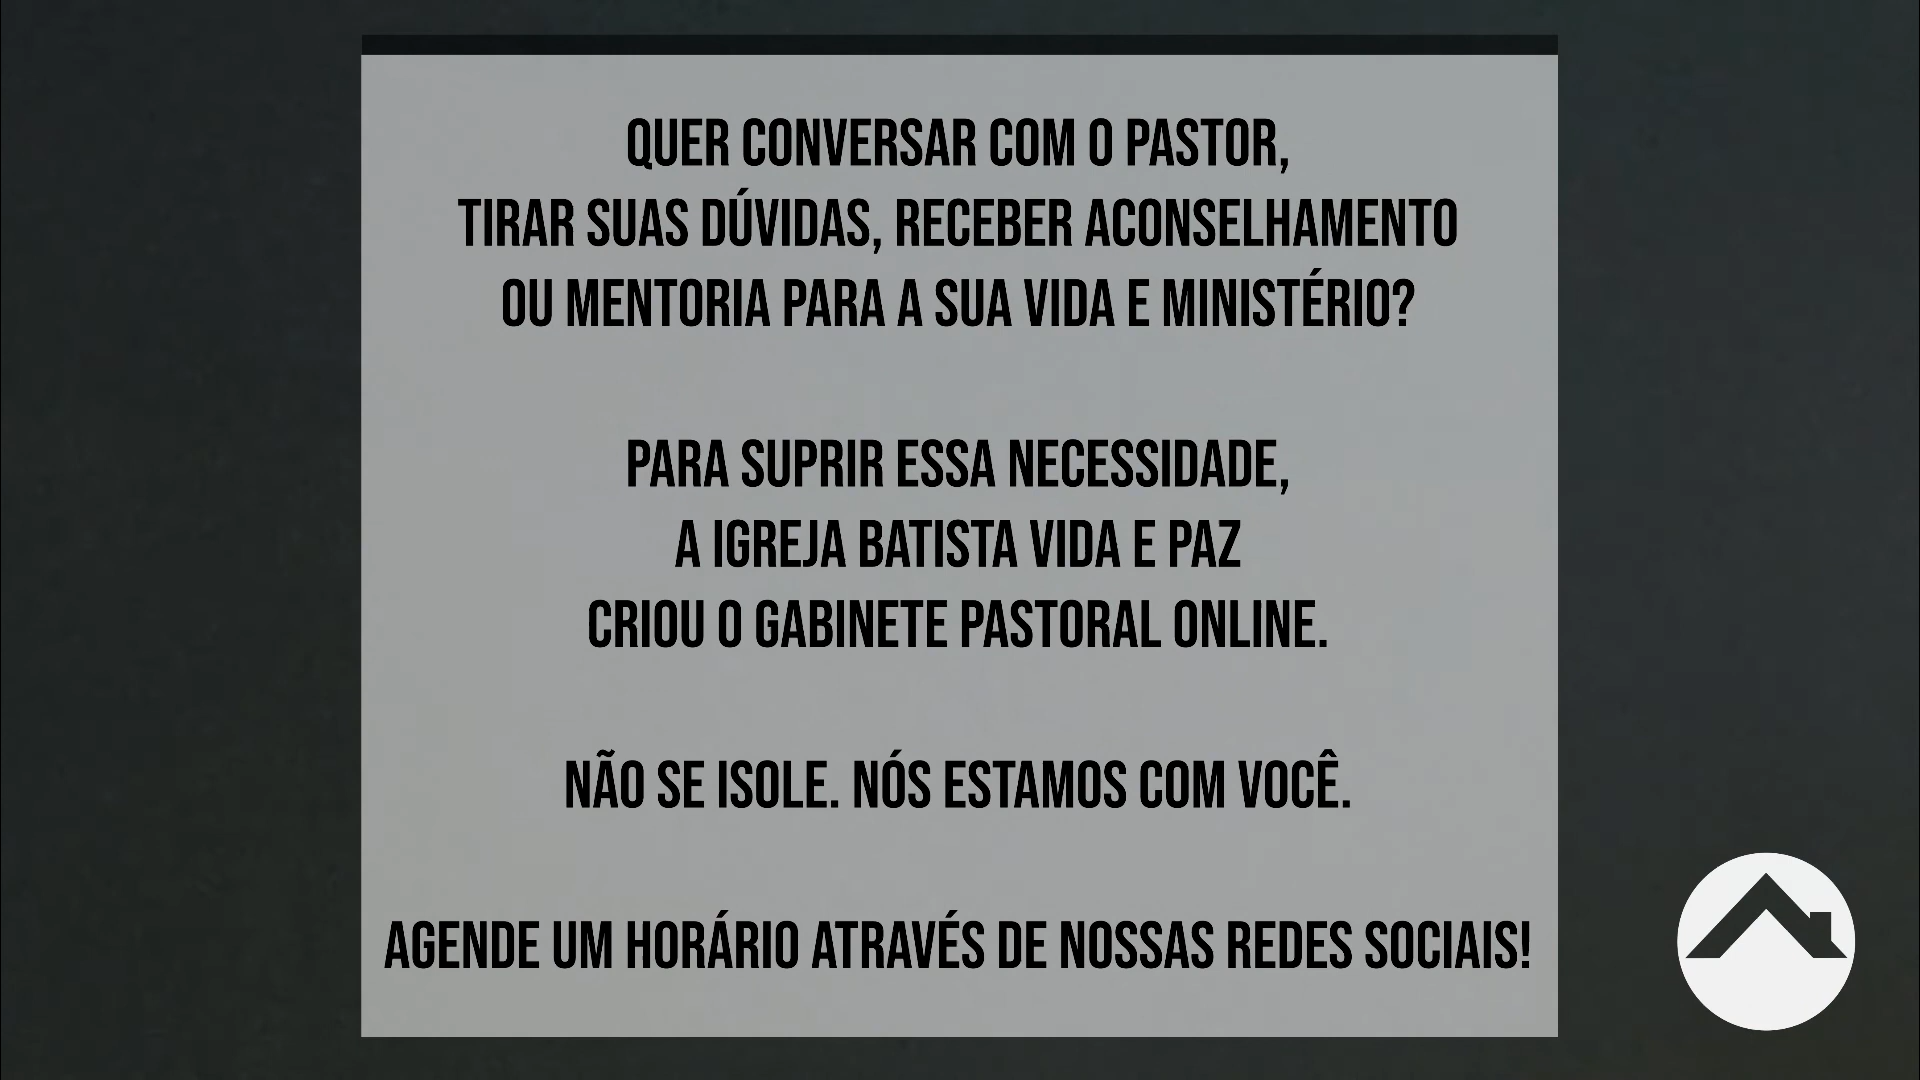 QUER CONVERSAR COM O PASTOR,
TIRAR SUAS DÚVIDAS, RECEBER ACONSELHAMENTO
OU MENTORIA PARA A SUA VIDA E MINISTÉRIO?
PARA SUPRIR ESSA NECESSIDADE,
A IGREJA BATISTA VIDA E PAZ
CRIOU O GABINETE PASTORAL ONLINE.
NÃO SE ISOLE. NÓS ESTAMOS COM VOCÊ.
AGENDE UM HORÁRIO ATRAVÉS DE NOSSAS REDES SOCIAIS!